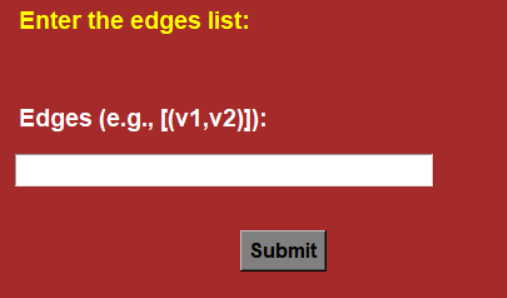 Enter the edges list:
Edges (e.g., [(v1,v2)]):
Submit